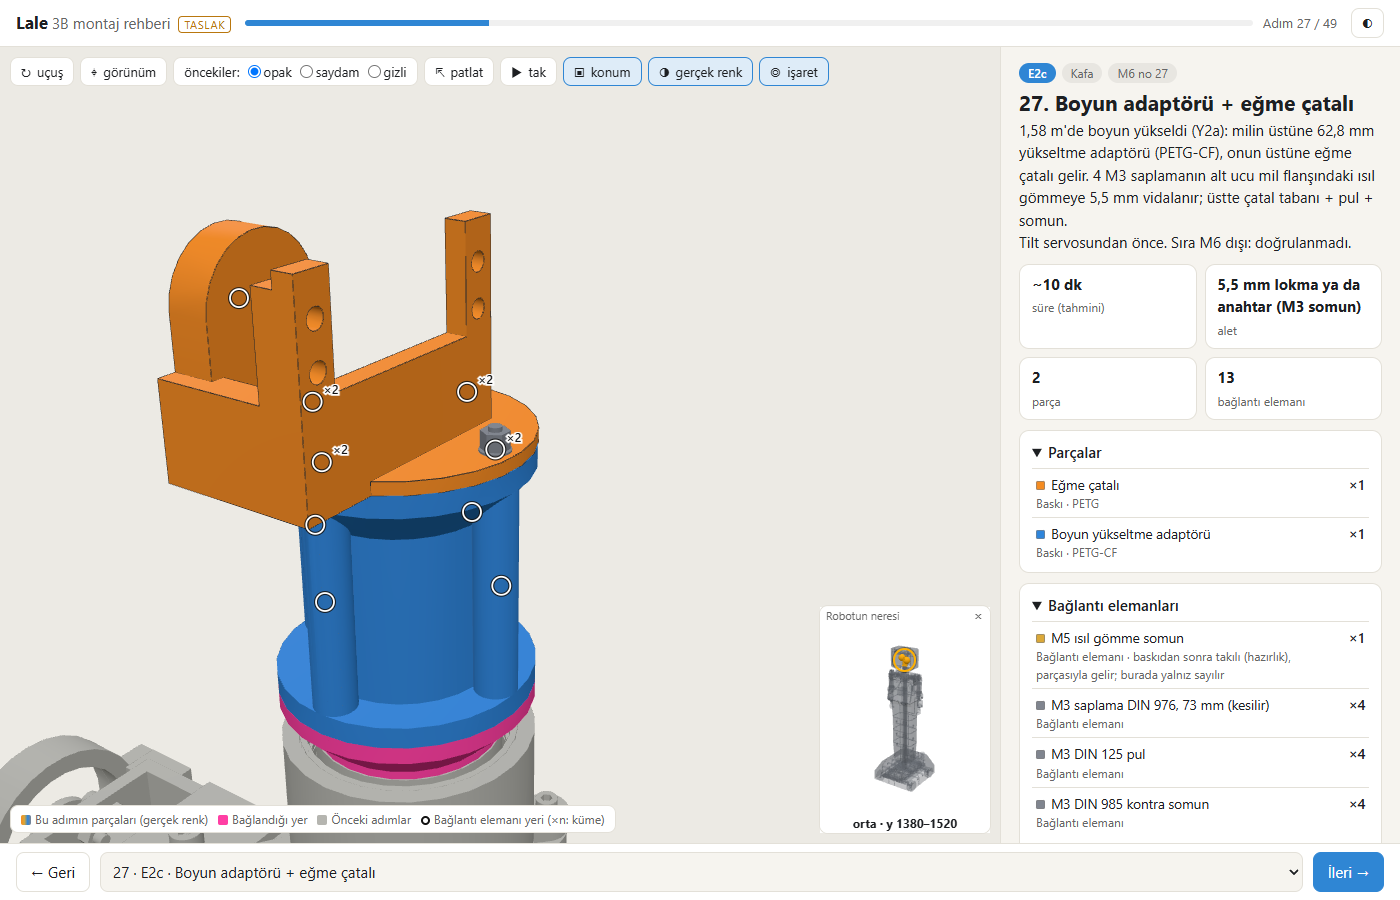 Lale 3B montaj rehberi TASLAK
Adım 27 / 49
↻ uçuş
⌖ görünüm
öncekiler: opak saydam gizli
⇱ patlat
▶ tak
▣ konum
◑ gerçek renk
◎ işaret
E2c Kafa M6 no 27
27. Boyun adaptörü + eğme çatalı
1,58 m'de boyun yükseldi (Y2a): milin üstüne 62,8 mm
yükseltme adaptörü (PETG-CF), onun üstüne eğme
çatalı gelir. 4 M3 saplamanın alt ucu mil flanşındaki ısıl
gömmeye 5,5 mm vidalanır; üstte çatal tabanı + pul +
somun.
Tilt servosundan önce. Sıra M6 dışı: doğrulanmadı.
~10 dk
süre (tahmini)
5,5 mm lokma ya da
anahtar (M3 somun)
alet
2
parça
13
bağlantı elemanı
▼ Parçalar
Eğme çatalı ×1
Baskı · PETG
Boyun yükseltme adaptörü ×1
Baskı · PETG-CF
▼ Bağlantı elemanları
M5 ısıl gömme somun ×1
Bağlantı elemanı · baskıdan sonra takılı (hazırlık),
parçasıyla gelir; burada yalnız sayılır
M3 saplama DIN 976, 73 mm (kesilir) ×4
Bağlantı elemanı
M3 DIN 125 pul ×4
Bağlantı elemanı
M3 DIN 985 kontra somun ×4
Bağlantı elemanı
×2
×2
×2
×2
Robotun neresi ×
orta · y 1380–1520
Bu adımın parçaları (gerçek renk) Bağlandığı yer Önceki adımlar Bağlantı elemanı yeri (×n: küme)
← Geri
27 · E2c · Boyun adaptörü + eğme çatalı
İleri →